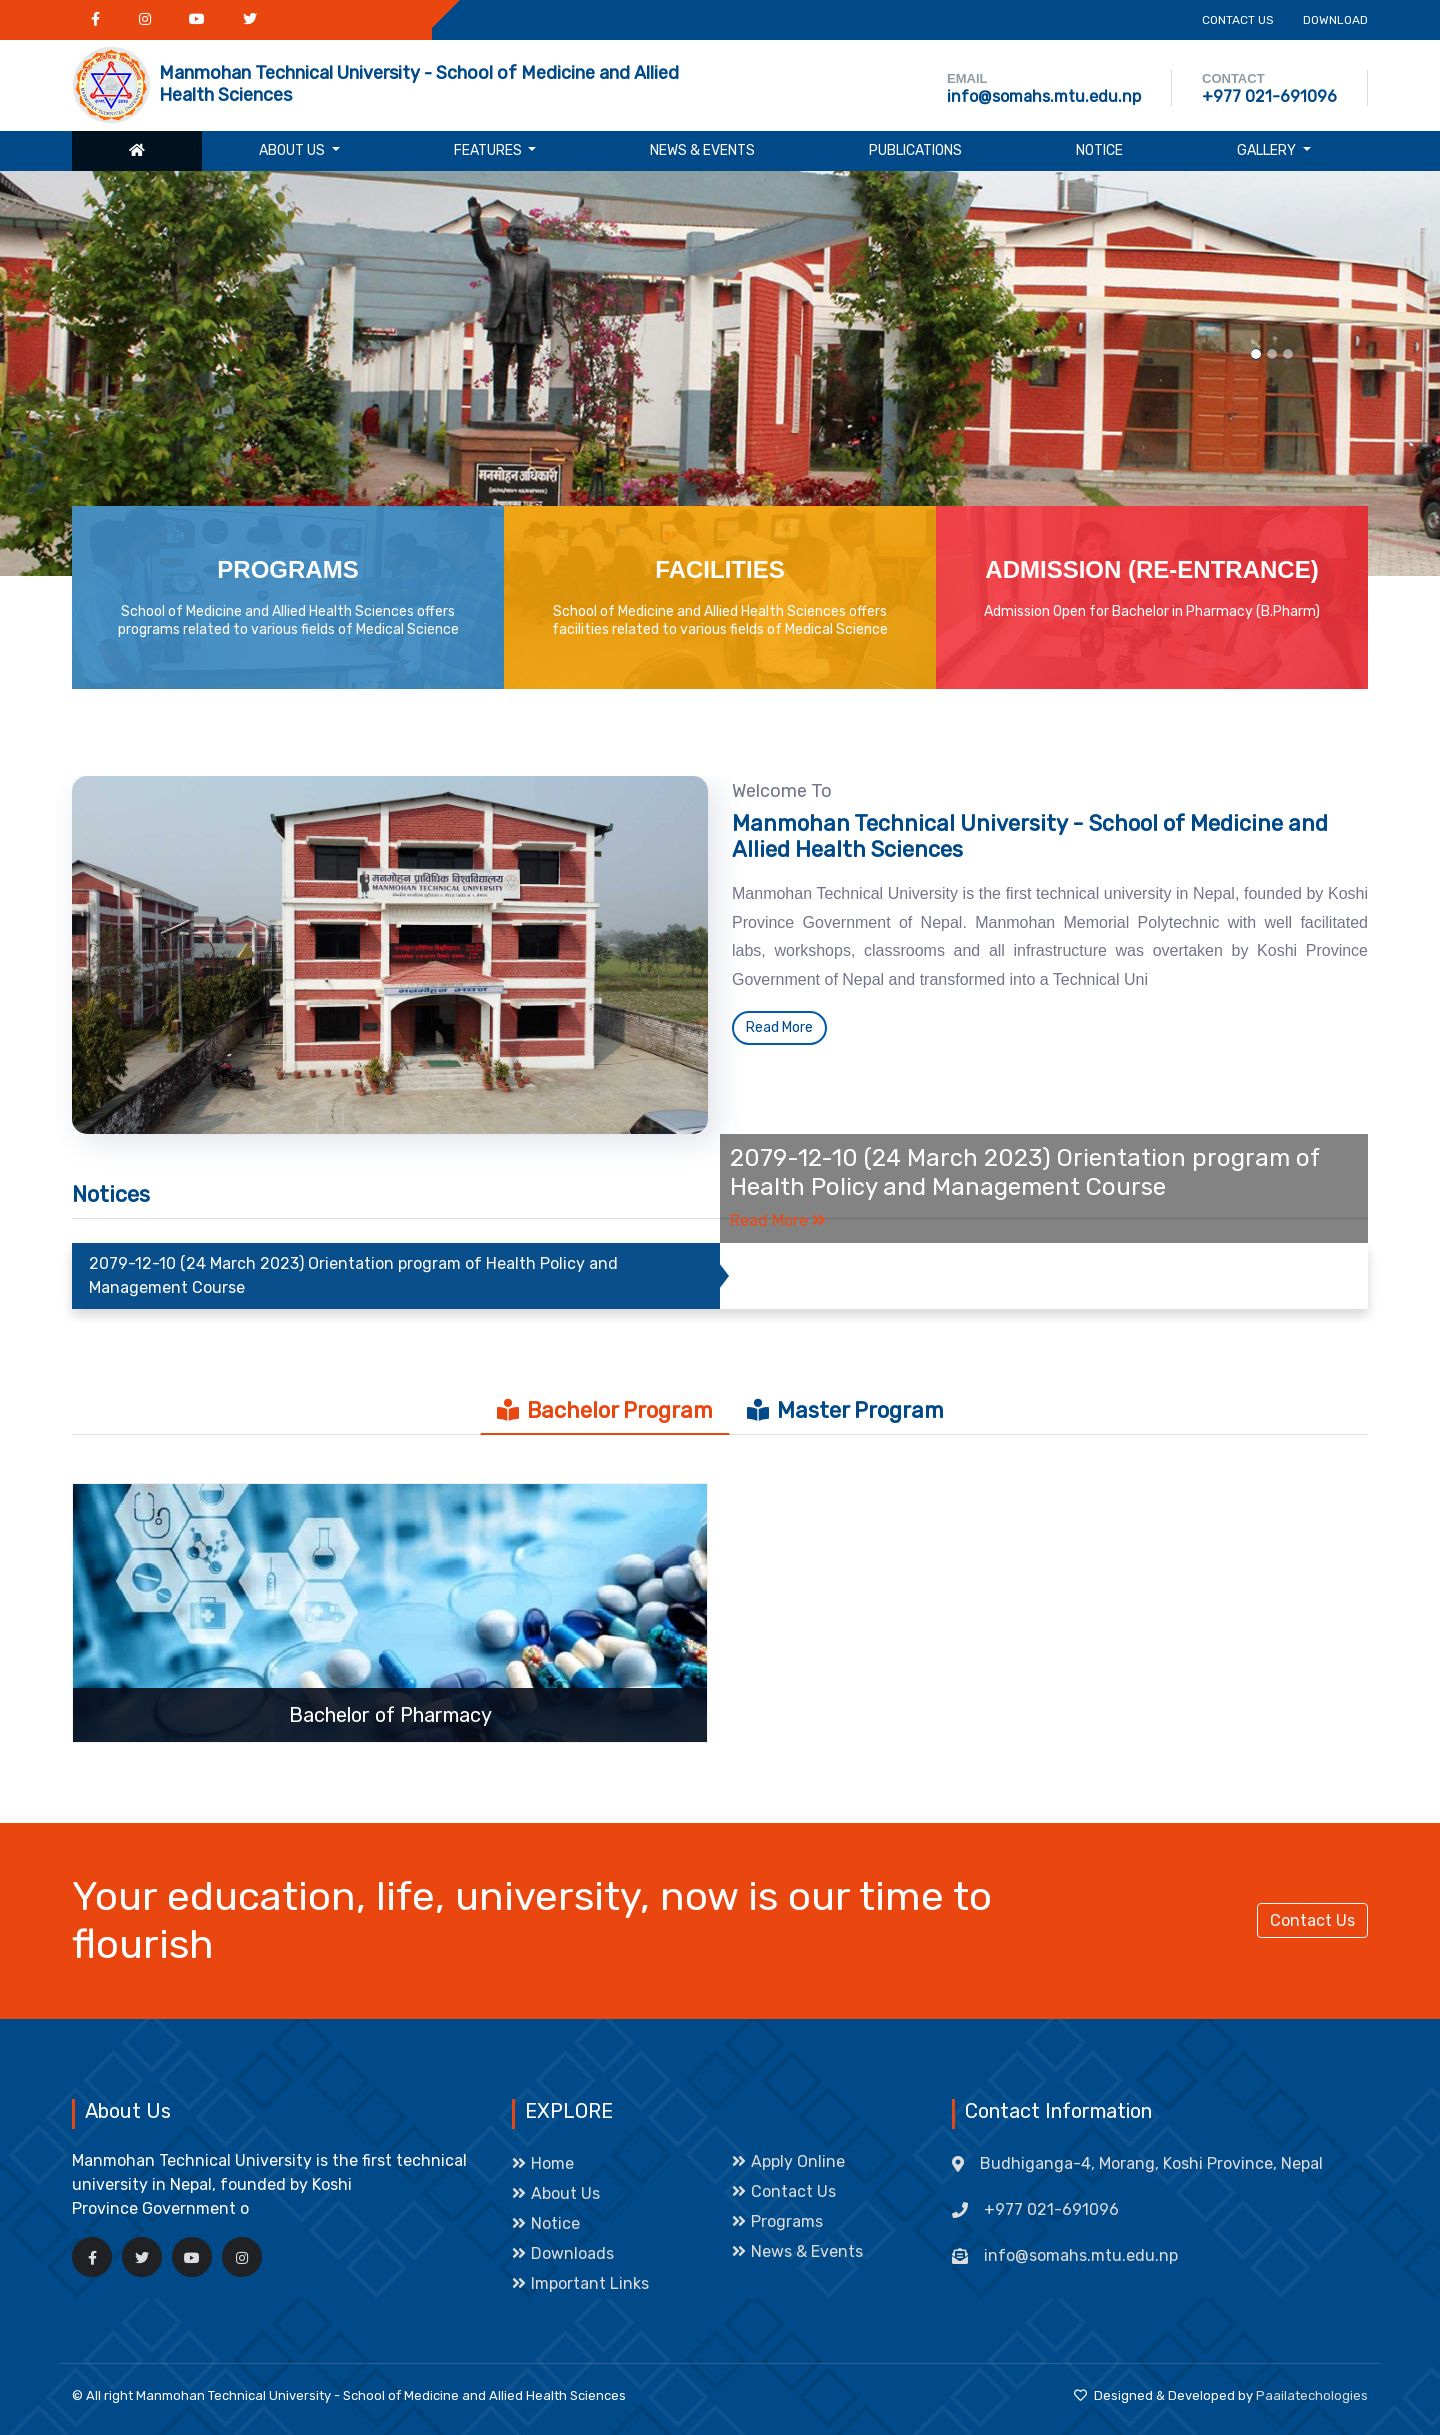 CONTACT US DOWNLOAD
Manmohan Technical University - School of Medicine and Allied
Health Sciences
EMAIL
info@somahs.mtu.edu.np
CONTACT
+977 021-691096
ABOUT US FEATURES NEWS & EVENTS PUBLICATIONS NOTICE GALLERY
मनमोहन अधिकारी
PROGRAMS
School of Medicine and Allied Health Sciences offers
programs related to various fields of Medical Science
FACILITIES
School of Medicine and Allied Health Sciences offers
facilities related to various fields of Medical Science
ADMISSION (RE-ENTRANCE)
Admission Open for Bachelor in Pharmacy (B.Pharm)
मनमोहन प्राविधिक विश्वविद्यालय
MANMOHAN TECHNICAL UNIVERSITY
मनमोहन भवन
Welcome To
Manmohan Technical University - School of Medicine and
Allied Health Sciences
Manmohan Technical University is the first technical university in Nepal, founded by Koshi
Province Government of Nepal. Manmohan Memorial Polytechnic with well facilitated
labs, workshops, classrooms and all infrastructure was overtaken by Koshi Province
Government of Nepal and transformed into a Technical Uni
Read More
Notices
2079-12-10 (24 March 2023) Orientation program of
Health Policy and Management Course
Read More
2079-12-10 (24 March 2023) Orientation program of Health Policy and
Management Course
Bachelor Program Master Program
Bachelor of Pharmacy
Your education, life, university, now is our time to
flourish
Contact Us
About Us
Manmohan Technical University is the first technical
university in Nepal, founded by Koshi
Province Government o
EXPLORE
Home
About Us
Notice
Downloads
Important Links
Apply Online
Contact Us
Programs
News & Events
Contact Information
Budhiganga-4, Morang, Koshi Province, Nepal
+977 021-691096
info@somahs.mtu.edu.np
© All right Manmohan Technical University - School of Medicine and Allied Health Sciences
Designed & Developed by Paailatechologies